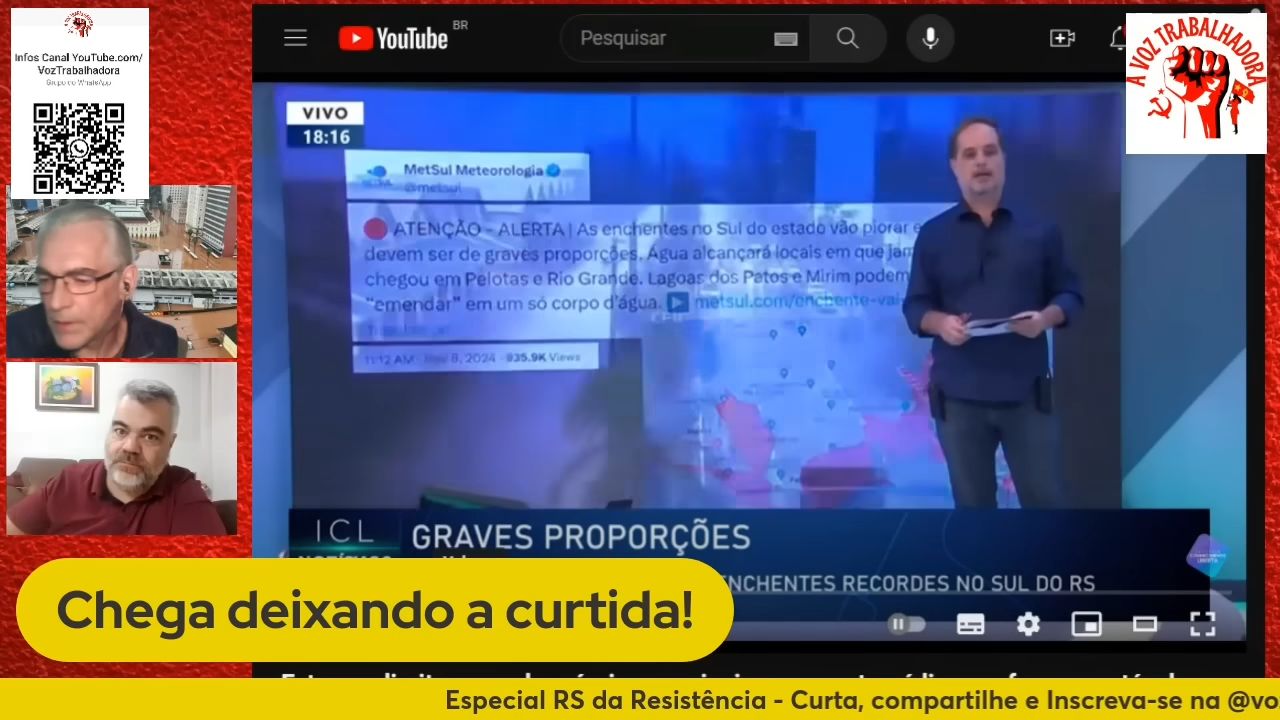 Infos Canal YouTube.com/
VozTrabalhadora
Grupo do WhatsApp
YouTube BR
Pesquisar
A VOZ TRABALHADORA
VIVO
18:16
MetSul Meteorologia
@metsul
ATENÇÃO - ALERTA | As enchentes no Sul do estado vão piorar e
devem ser de graves proporções. Água alcançará locais em que jam
chegou em Pelotas e Rio Grande. Lagoas dos Patos e Mirim podem
"emendar" em um só corpo d'água. metsul.com/enchente-vai-
11:12 AM 8, 2024 · 935.9K Views
ICL
GRAVES PROPORÇÕES
ENCHENTES RECORDES NO SUL DO RS
Chega deixando a curtida!
Especial RS da Resistência - Curta, compartilhe e Inscreva-se na @vo